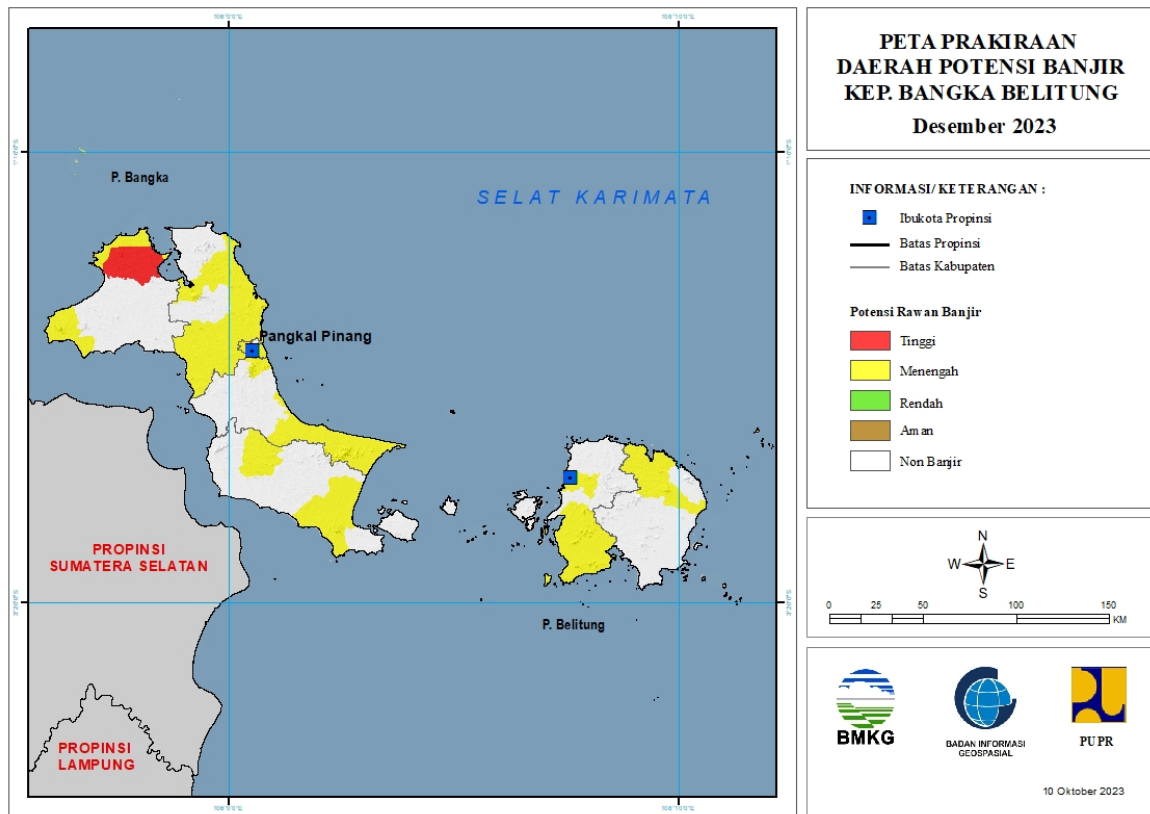 PETA PRAKIRAAN
DAERAH POTENSI BANJIR
KEP. BANGKA BELITUNG
Desember 2023
P. Bangka
SELAT KARIMATA
Pangkal Pinang
PROPINSI
SUMATERA SELATAN
P. Belitung
PROPINSI
LAMPUNG
INFORMASI/ KETERANGAN :
Ibukota Propinsi
Batas Propinsi
Batas Kabupaten
Potensi Rawan Banjir
Tinggi
Menengah
Rendah
Aman
Non Banjir
N
W E
S
0 25 50 100 150
KM
BMKG
BADAN INFORMASI
GEOSPASIAL
PUPR
10 Oktober 2023